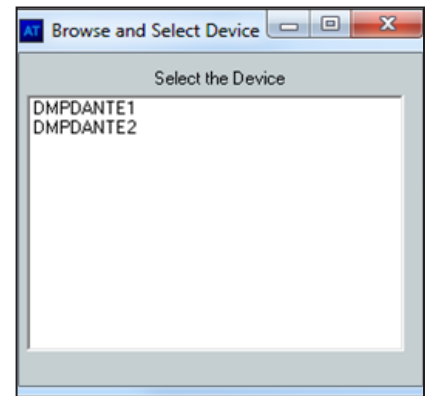 AT Browse and Select Device
Select the Device
DMPDANTE1
DMPDANTE2